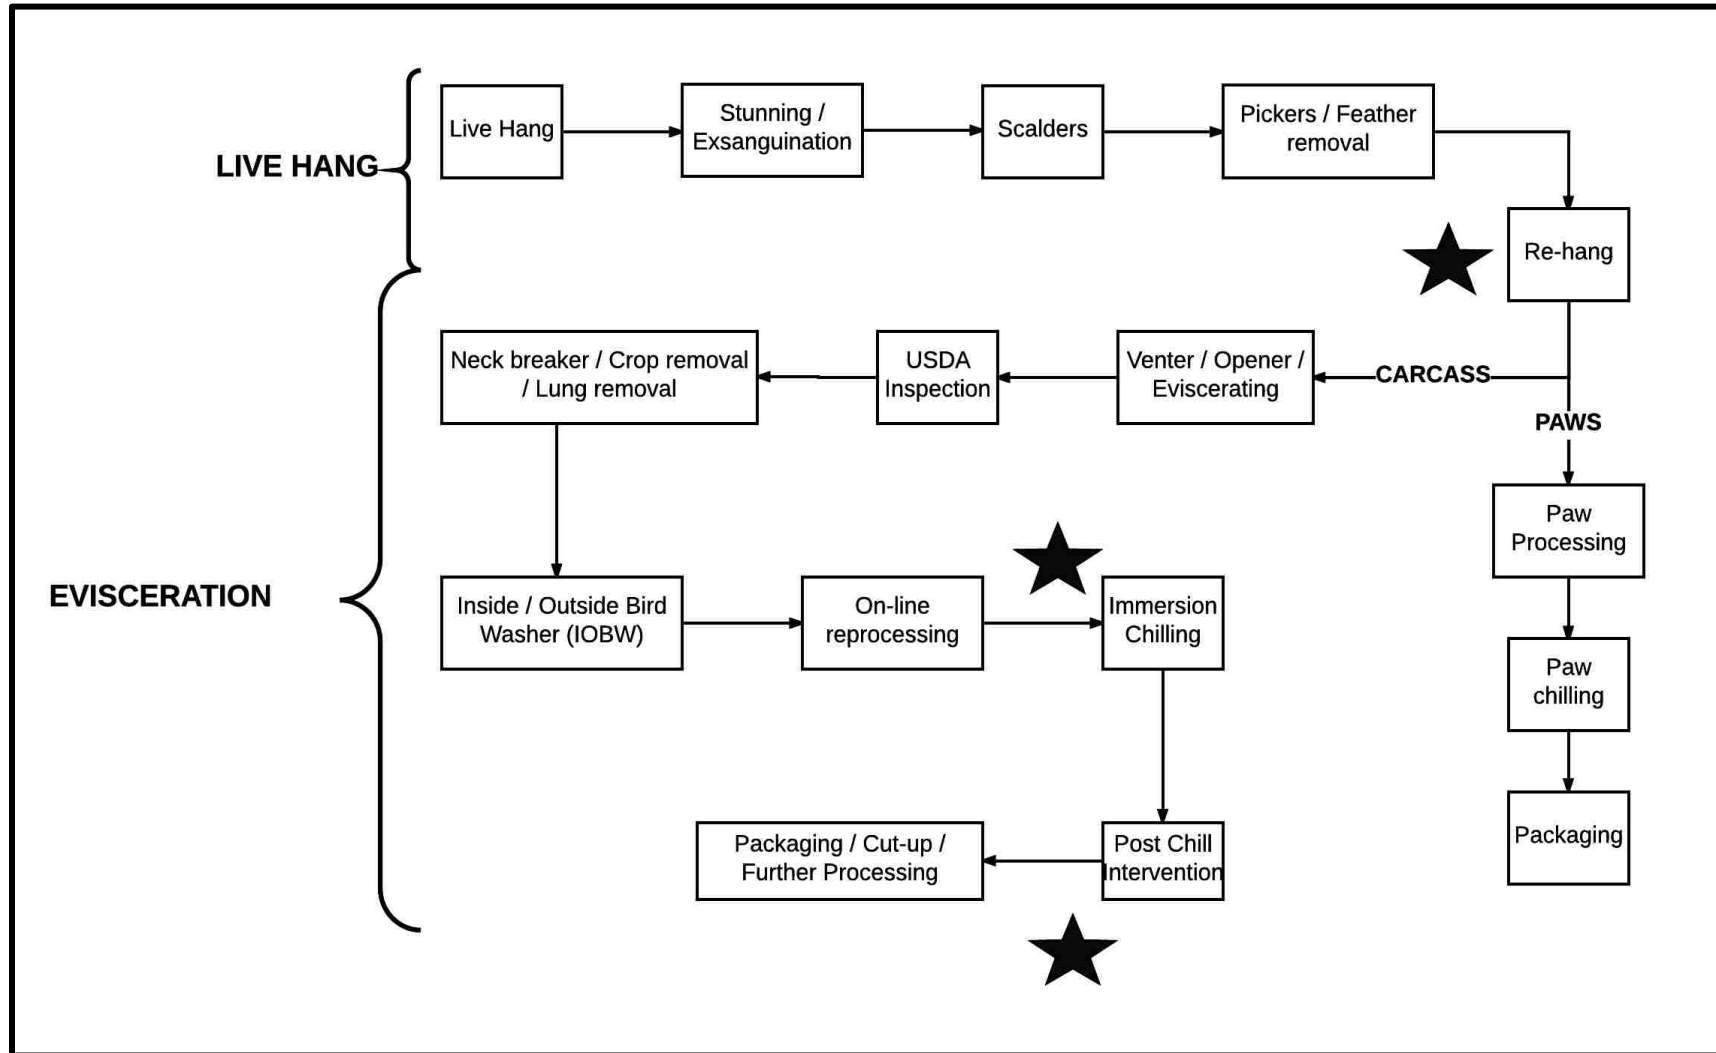 LIVE HANG
Live Hang
Stunning /
Exsanguination
Scalders
Pickers / Feather
removal
Re-hang
CARCASS
PAWS
Venter / Opener /
Eviscerating
USDA
Inspection
Neck breaker / Crop removal
/ Lung removal
EVISCERATION
Inside / Outside Bird
Washer (IOBW)
On-line
reprocessing
Immersion
Chilling
Post Chill
Intervention
Packaging / Cut-up /
Further Processing
Paw
Processing
Paw
chilling
Packaging